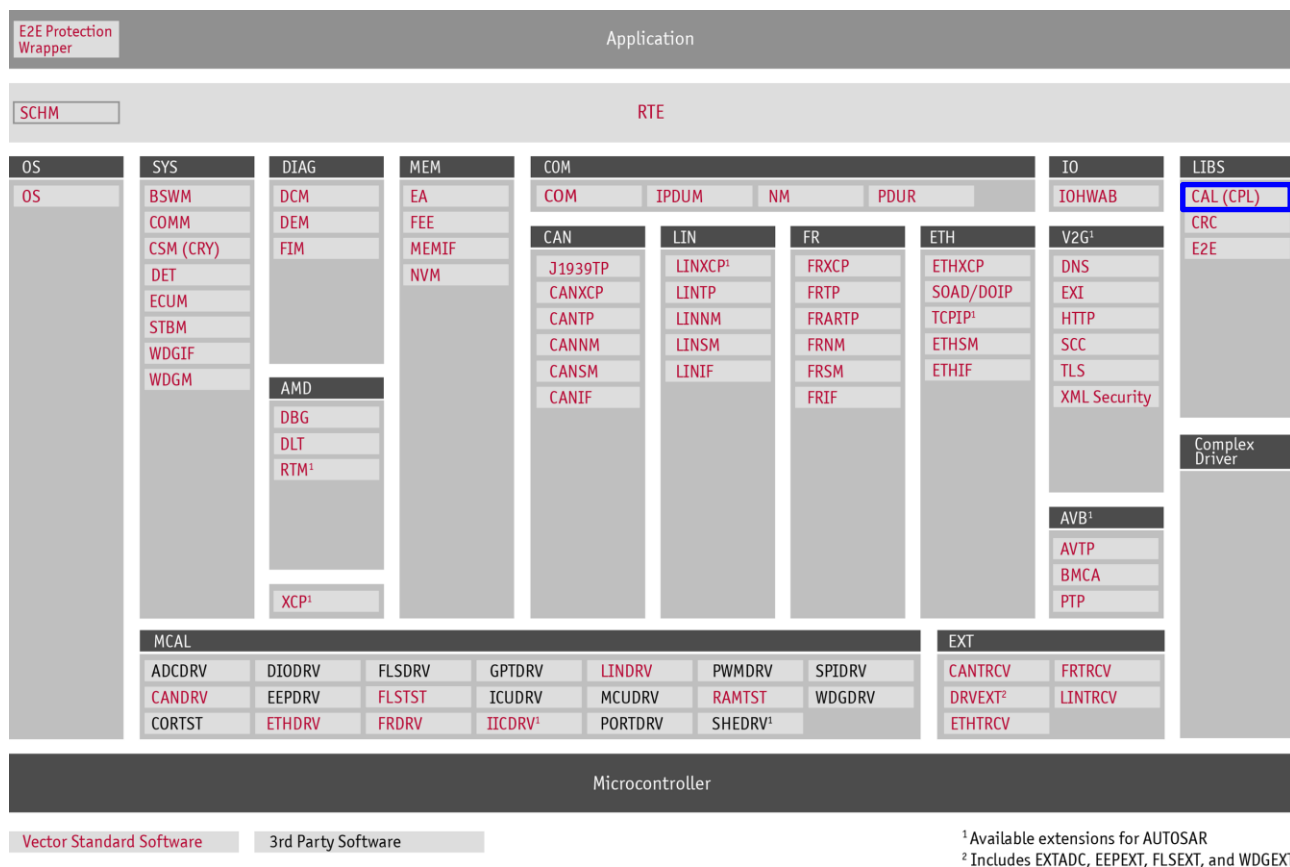 E2E Protection
Wrapper
Application
SCHM
RTE
OS
OS
SYS
BSWM
COMM
CSM (CRY)
DET
ECUM
STBM
WDGIF
WDGM
DIAG
DCM
DEM
FIM
AMD
DBG
DLT
RTM¹
XCP¹
MEM
EA
FEE
MEMIF
NVM
COM
COM
IPDUM
NM
PDUR
CAN
J1939TP
CANXCP
CANTP
CANNM
CANSM
CANIF
LIN
LINXCP¹
LINTP
LINNM
LINSM
LINIF
FR
FRXCP
FRTP
FRARTP
FRNM
FRSM
FRIF
ETH
ETHXCP
SOAD/DOIP
TCPIP¹
ETHSM
ETHIF
IO
IOHWAB
V2G¹
DNS
EXI
HTTP
SCC
TLS
XML Security
AVB¹
AVTP
BMCA
PTP
LIBS
CAL (CPL)
CRC
E2E
Complex
Driver
MCAL
ADCDRV DIODRV FLSDRV GPTDRV LINDRV PWMDRV SPIDRV
CANDRV EEPDRV FLSTST ICUDRV MCUDRV RAMTST WDGDRV
CORTST ETHDRV FRDRV IICDRV¹ PORTDRV SHEDRV¹
EXT
CANTRCV FRTRCV
DRVEXT² LINTRCV
ETHTRCV
Microcontroller
Vector Standard Software
3rd Party Software
¹ Available extensions for AUTOSAR
² Includes EXTADC, EEPEXT, FLSEXT, and WDGEXT